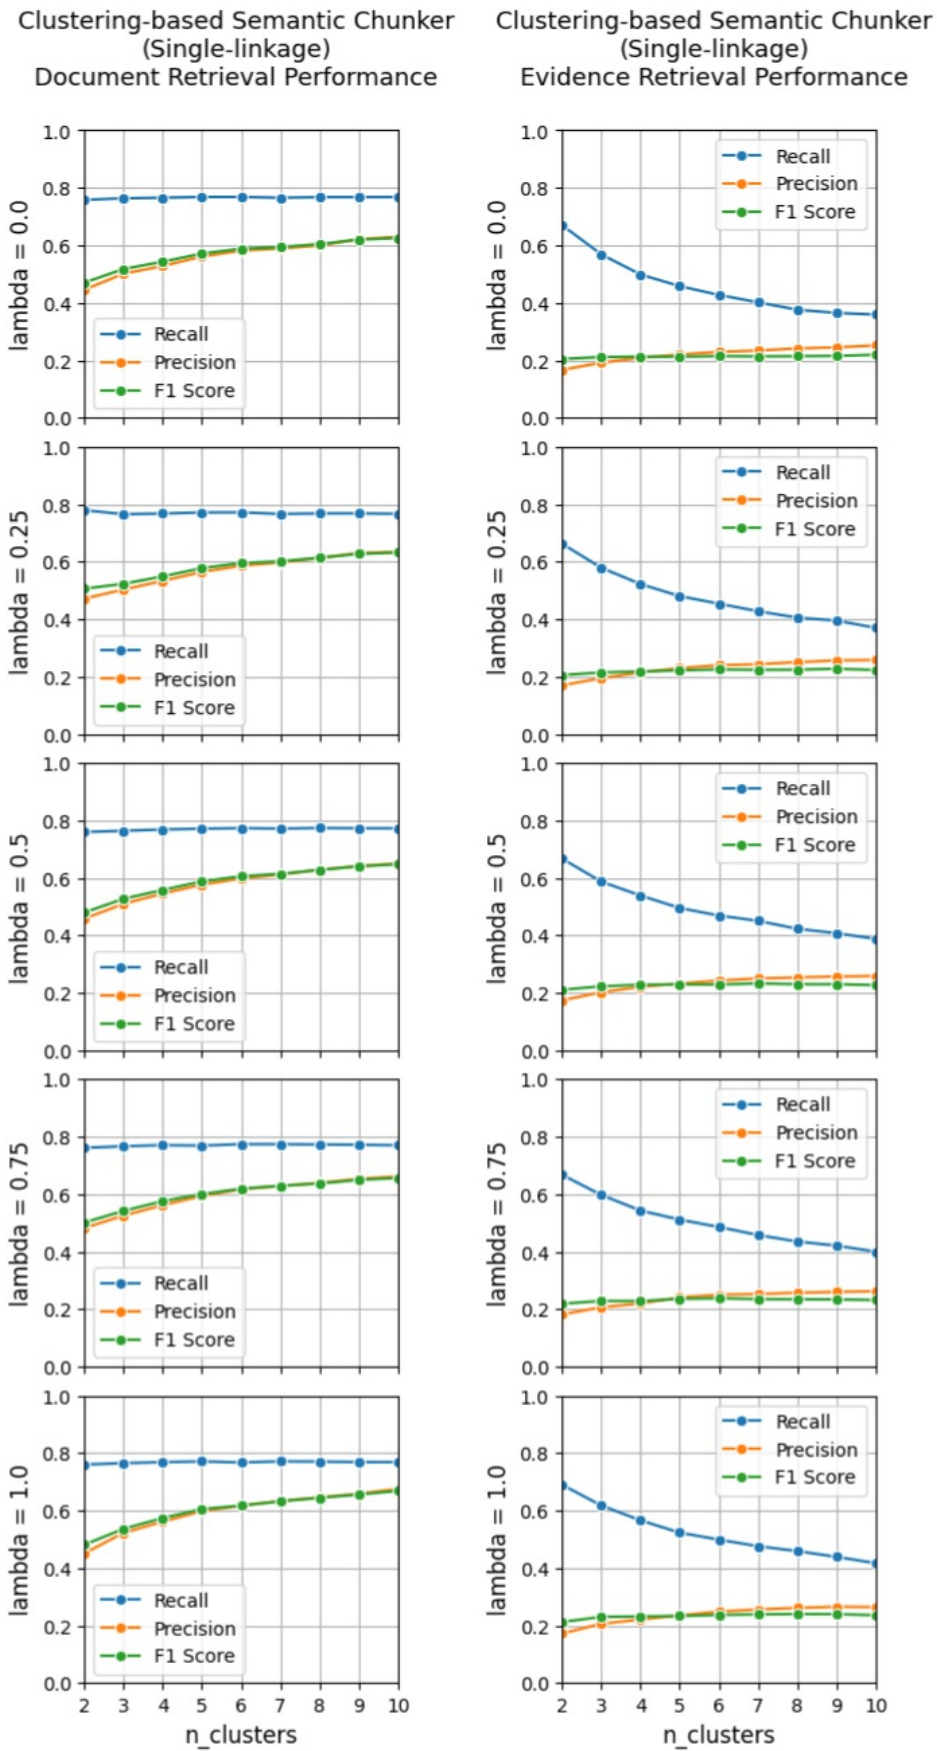 Clustering-based Semantic Chunker
(Single-linkage)
Document Retrieval Performance
Clustering-based Semantic Chunker
(Single-linkage)
Evidence Retrieval Performance
lambda = 0.0
1.0
0.8
0.6
0.4
0.2
0.0
Recall
Precision
F1 Score
1.0
0.8
0.6
0.4
0.2
0.0
lambda = 0.0
Recall
Precision
F1 Score
lambda = 0.25
1.0
0.8
0.6
0.4
0.2
0.0
Recall
Precision
F1 Score
lambda = 0.25
1.0
0.8
0.6
0.4
0.2
0.0
Recall
Precision
F1 Score
lambda = 0.5
1.0
0.8
0.6
0.4
0.2
0.0
Recall
Precision
F1 Score
lambda = 0.5
1.0
0.8
0.6
0.4
0.2
0.0
Recall
Precision
F1 Score
lambda = 0.75
1.0
0.8
0.6
0.4
0.2
0.0
Recall
Precision
F1 Score
lambda = 0.75
1.0
0.8
0.6
0.4
0.2
0.0
Recall
Precision
F1 Score
lambda = 1.0
1.0
0.8
0.6
0.4
0.2
0.0
Recall
Precision
F1 Score
2 3 4 5 6 7 8 9 10
n_clusters
lambda = 1.0
1.0
0.8
0.6
0.4
0.2
0.0
Recall
Precision
F1 Score
2 3 4 5 6 7 8 9 10
n_clusters